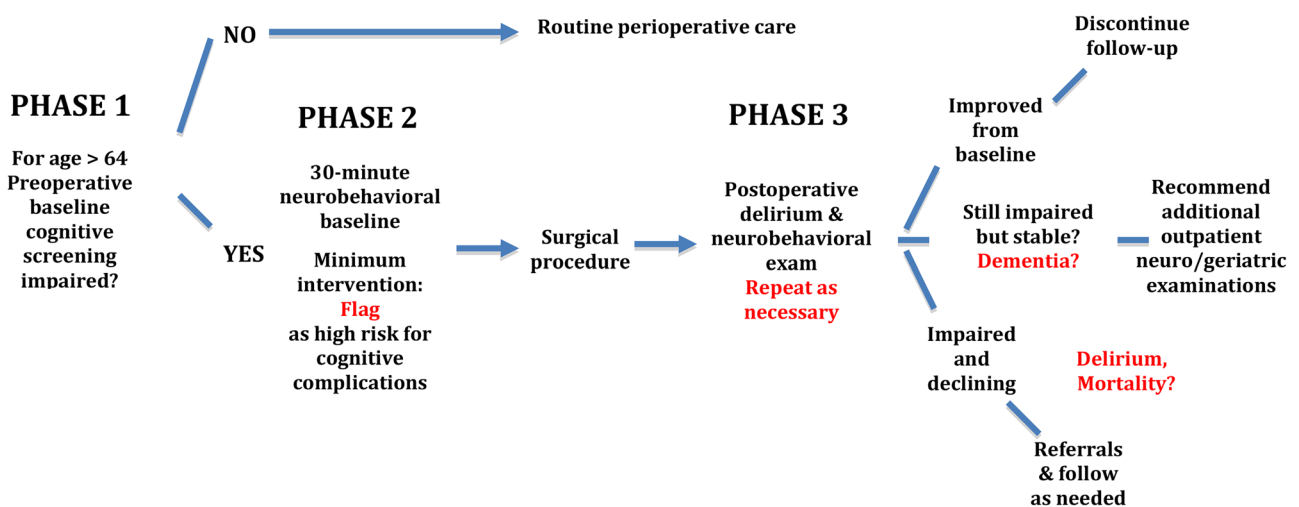 PHASE 1
For age > 64
Preoperative
baseline
cognitive
screening
impaired?
NO
Routine perioperative care
YES
PHASE 2
30-minute
neurobehavioral
baseline
Minimum
intervention:
Flag
as high risk for
cognitive
complications
Surgical
procedure
PHASE 3
Postoperative
delirium &
neurobehavioral
exam
Repeat as
necessary
Improved
from
baseline
Discontinue
follow-up
Still impaired
but stable?
Dementia?
Recommend
additional
outpatient
neuro/geriatric
examinations
Impaired
and
declining
Delirium,
Mortality?
Referrals
& follow
as needed